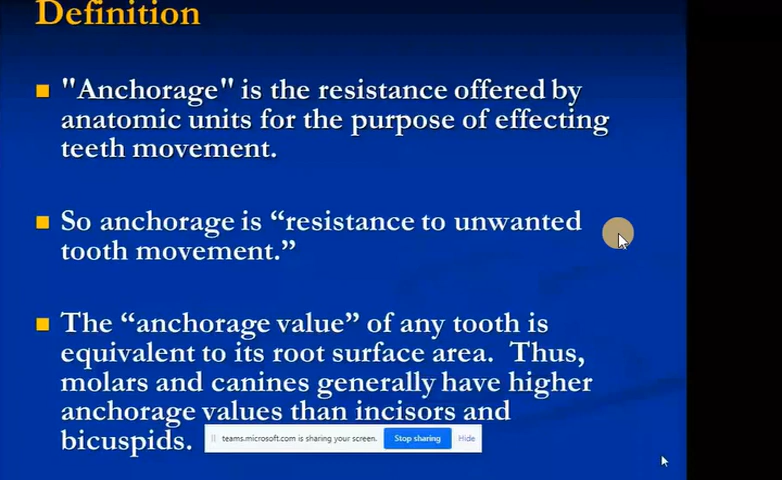 Definition
"Anchorage" is the resistance offered by
anatomic units for the purpose of effecting
teeth movement.
So anchorage is “resistance to unwanted
tooth movement.”
The “anchorage value” of any tooth is
equivalent to its root surface area. Thus,
molars and canines generally have higher
anchorage values than incisors and
bicuspids.
teams.microsoft.com is sharing your screen. Stop sharing Hide